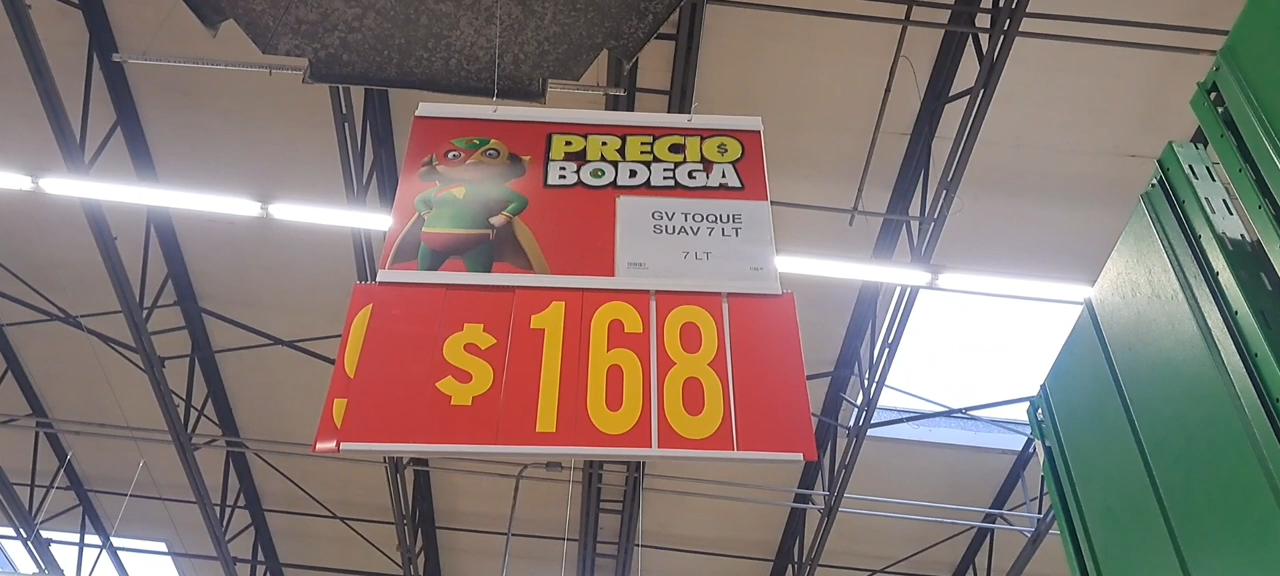 PRECIO
BODEGA
GV TOQUE
SUAV 7 LT
7 LT
$168